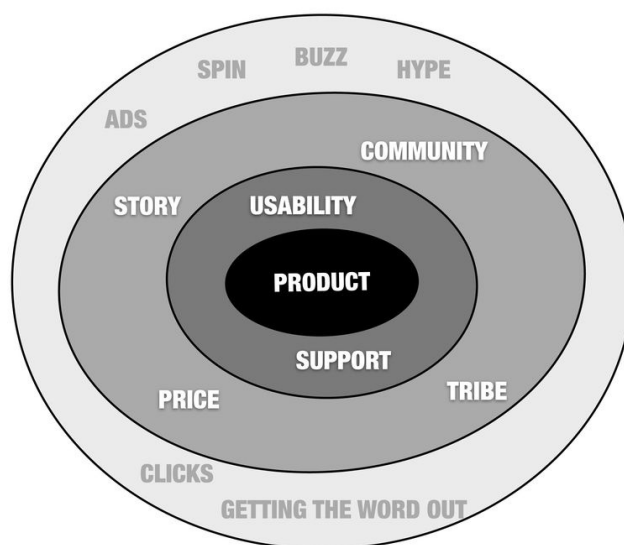 BUZZ
SPIN
HYPE
ADS
COMMUNITY
STORY
USABILITY
PRODUCT
SUPPORT
PRICE
TRIBE
CLICKS
GETTING THE WORD OUT